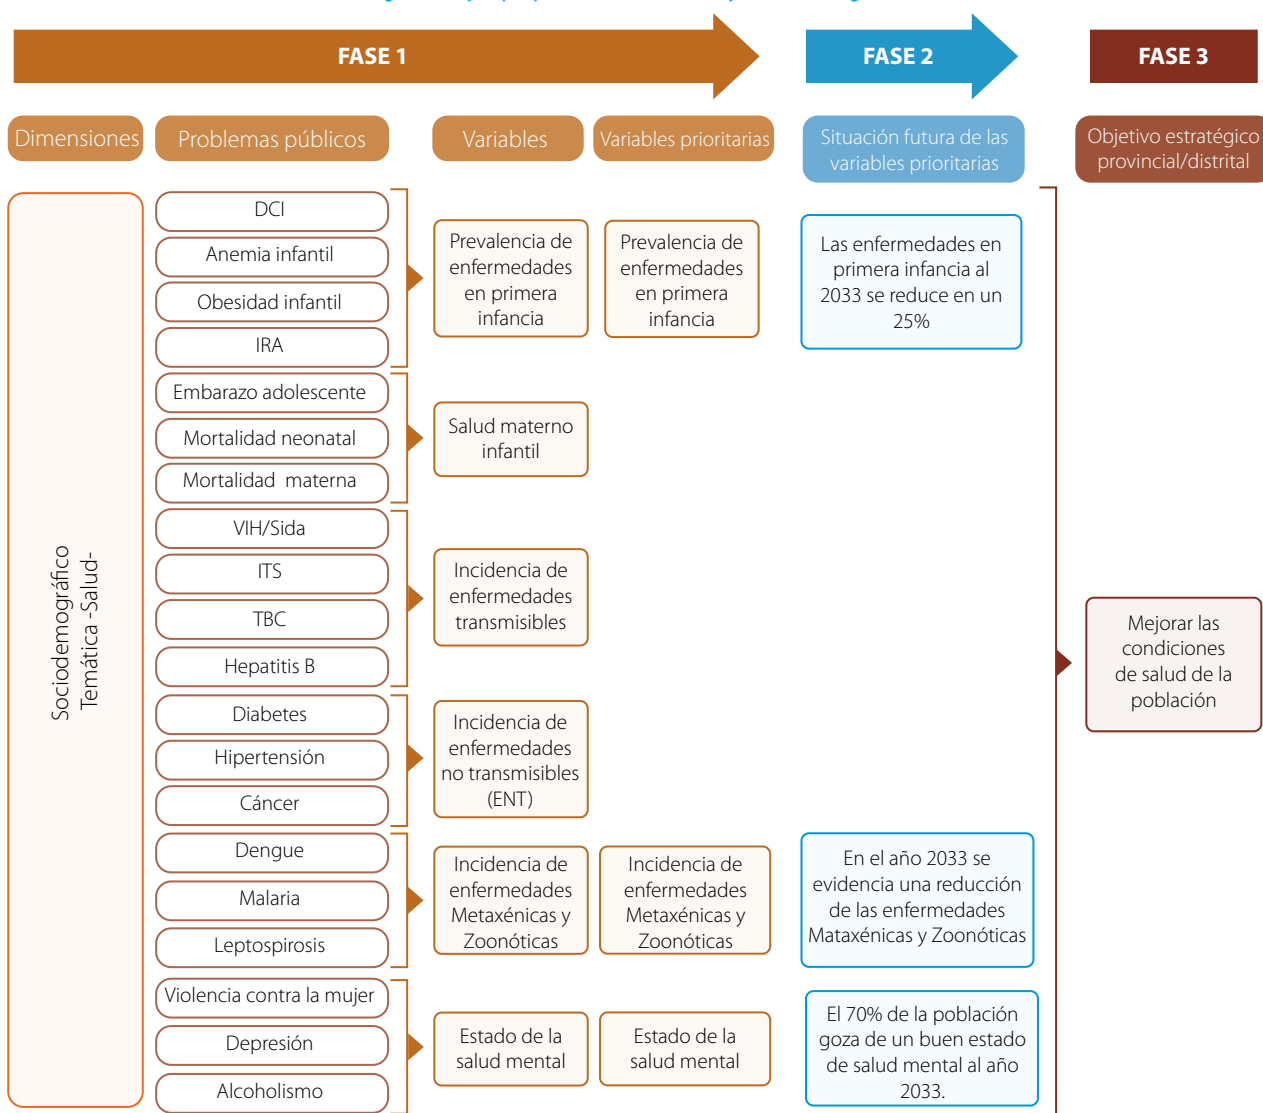 FASE 1
FASE 2
FASE 3
Dimensiones
Problemas públicos
Variables
Variables prioritarias
Situación futura de las
variables prioritarias
Objetivo estratégico
provincial/distrital
Sociodemográfico
Temática -Salud-
DCI
Anemia infantil
Obesidad infantil
IRA
Prevalencia de
enfermedades
en primera
infancia
Prevalencia de
enfermedades
en primera
infancia
Las enfermedades en
primera infancia al
2033 se reduce en un
25%
Embarazo adolescente
Mortalidad neonatal
Mortalidad materna
Salud materno
infantil
VIH/Sida
ITS
TBC
Hepatitis B
Incidencia de
enfermedades
transmisibles
Diabetes
Hipertensión
Cáncer
Incidencia de
enfermedades
no transmisibles
(ENT)
Dengue
Malaria
Leptospirosis
Incidencia de
enfermedades
Metaxénicas y
Zoonóticas
Incidencia de
enfermedades
Metaxénicas y
Zoonóticas
En el año 2033 se
evidencia una reducción
de las enfermedades
Mataxénicas y Zoonóticas
Violencia contra la mujer
Depresión
Alcoholismo
Estado de la
salud mental
Estado de la
salud mental
El 70% de la población
goza de un buen estado
de salud mental al año
2033.
Mejorar las
condiciones
de salud de la
población